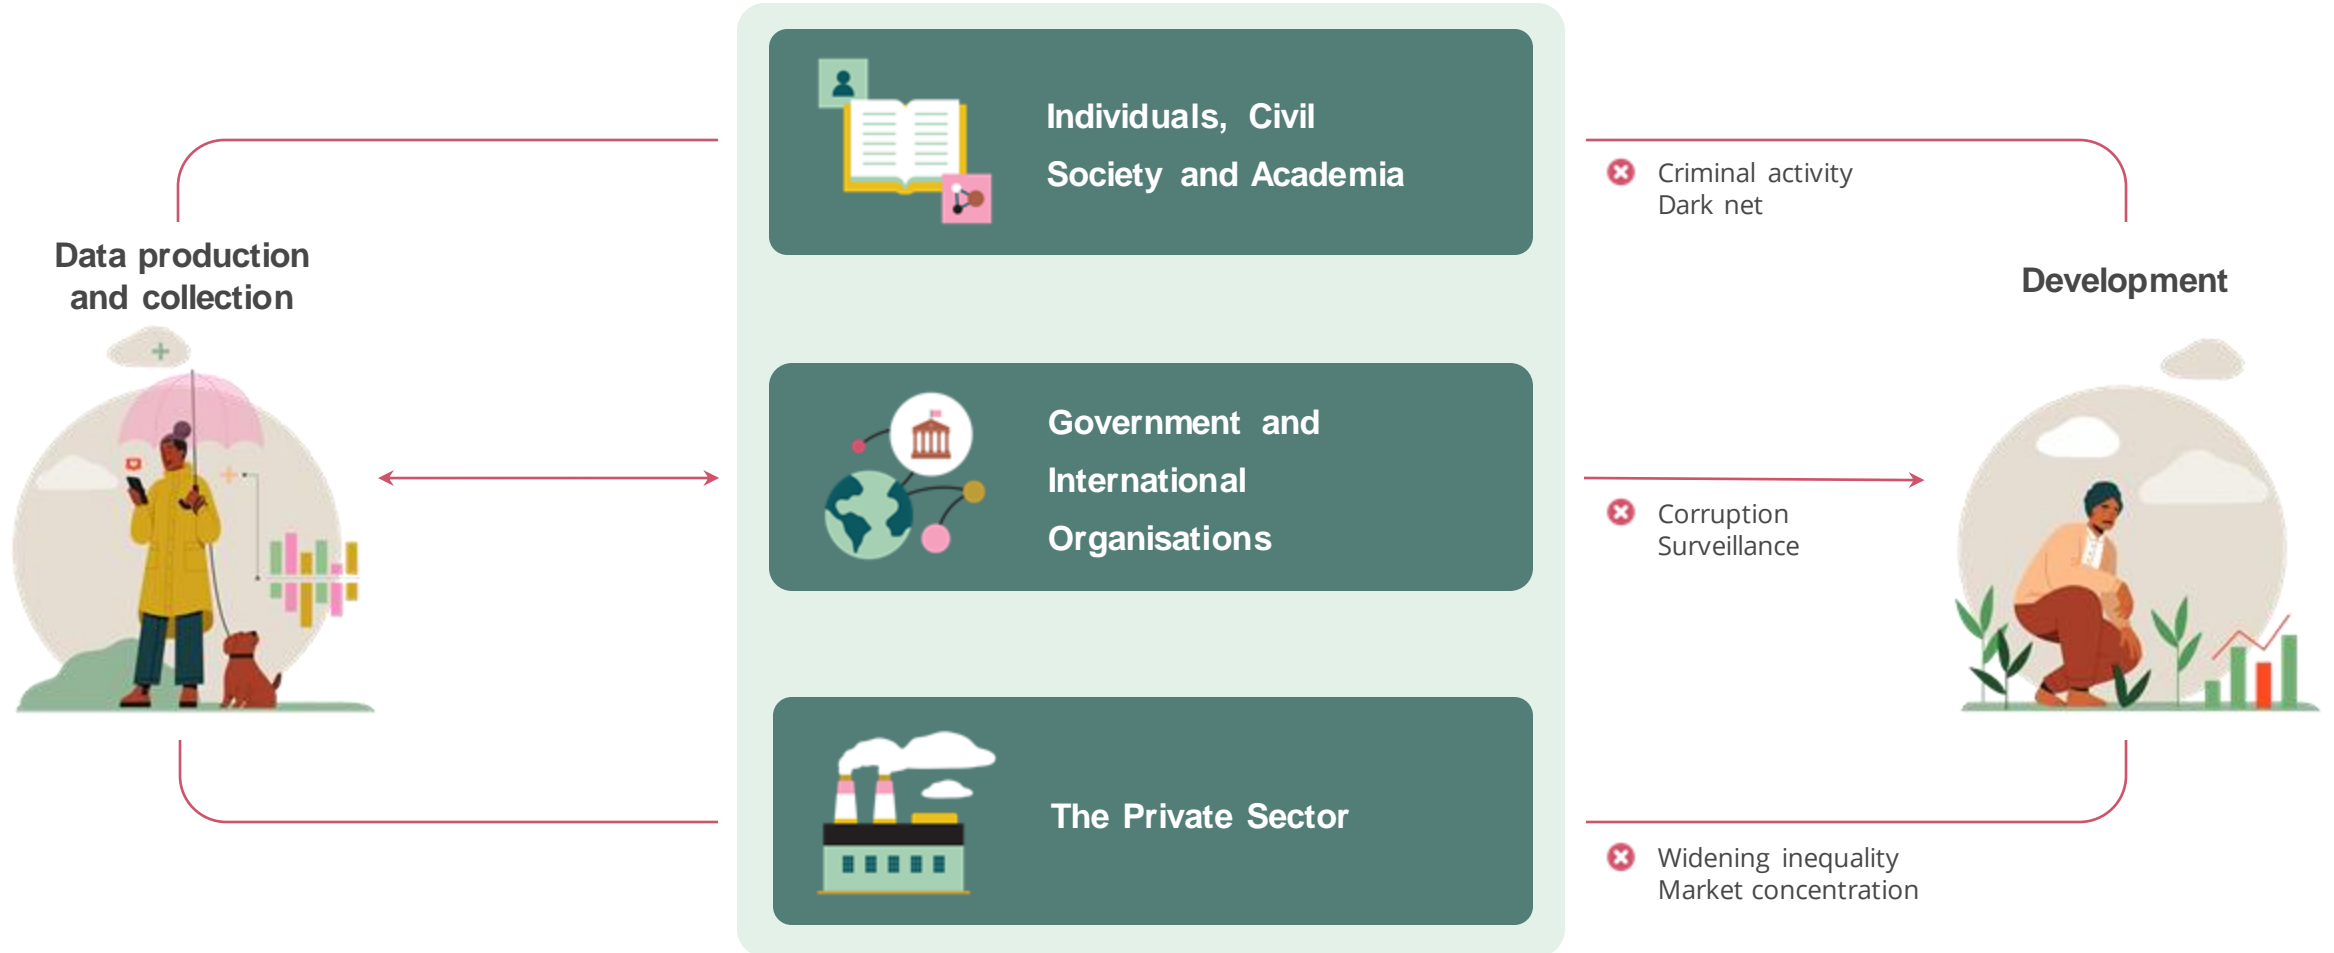 Data production
and collection
Individuals, Civil
Society and Academia
Government and
International
Organisations
The Private Sector
Criminal activity
Dark net
Corruption
Surveillance
Widening inequality
Market concentration
Development